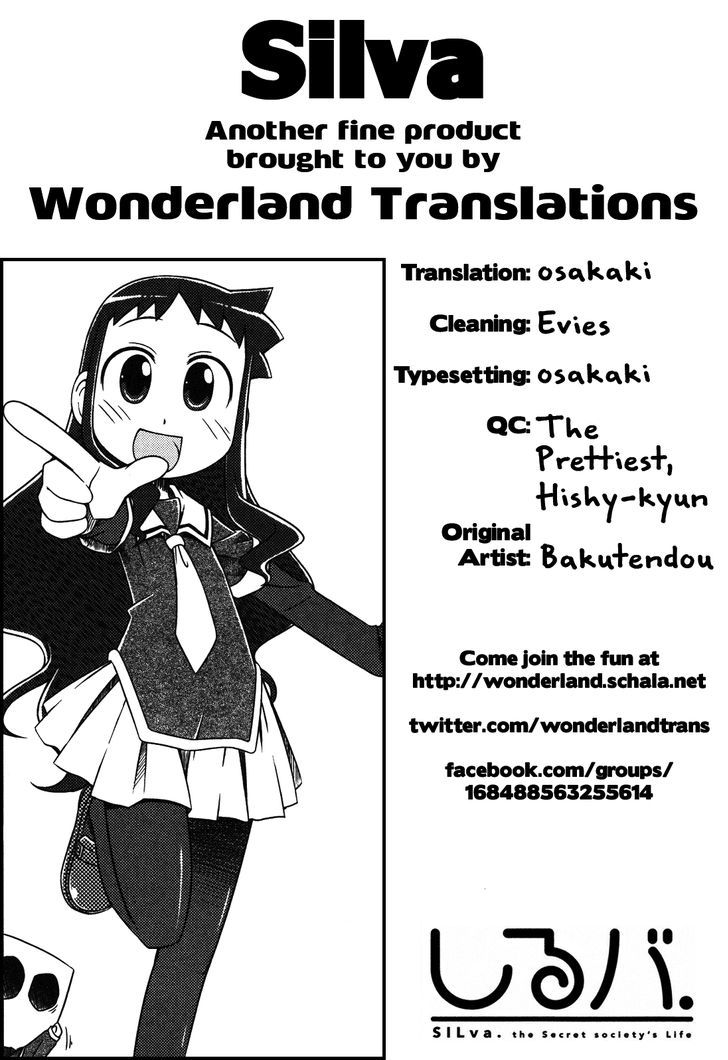 Silva
Another fine product
brought to you by
Wonderland Translations
Translation: osakaki
Cleaning: Evies
Typesetting: osakaki
QC: The
Prettiest,
Hishy-kyun
Original
Artist: Bakutendou
Come join the fun at
http://wonderland.schala.net
twitter.com/wonderlandtrans
facebook.com/groups/
168488563255614
しるバ.
SILva. the Secret society's Life